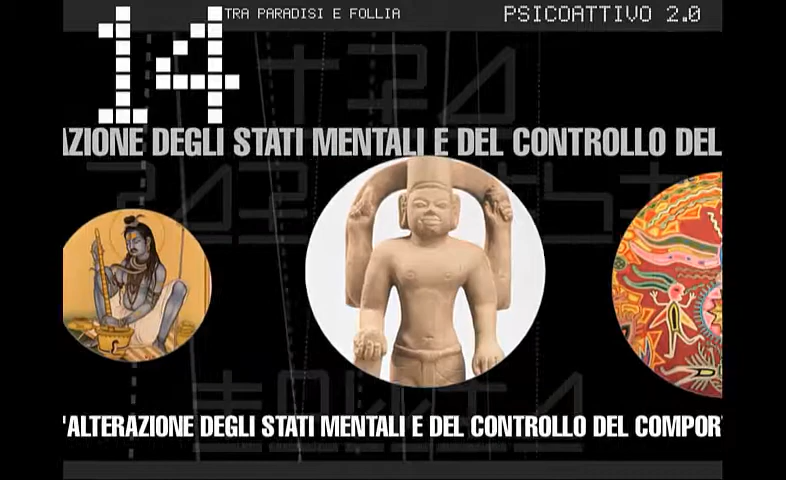 TRA PARADISI E FOLLIA
PSICOATTIVO 2.0
14
AZIONE DEGLI STATI MENTALI E DEL CONTROLLO DEL
'ALTERAZIONE DEGLI STATI MENTALI E DEL CONTROLLO DEL COMPOR